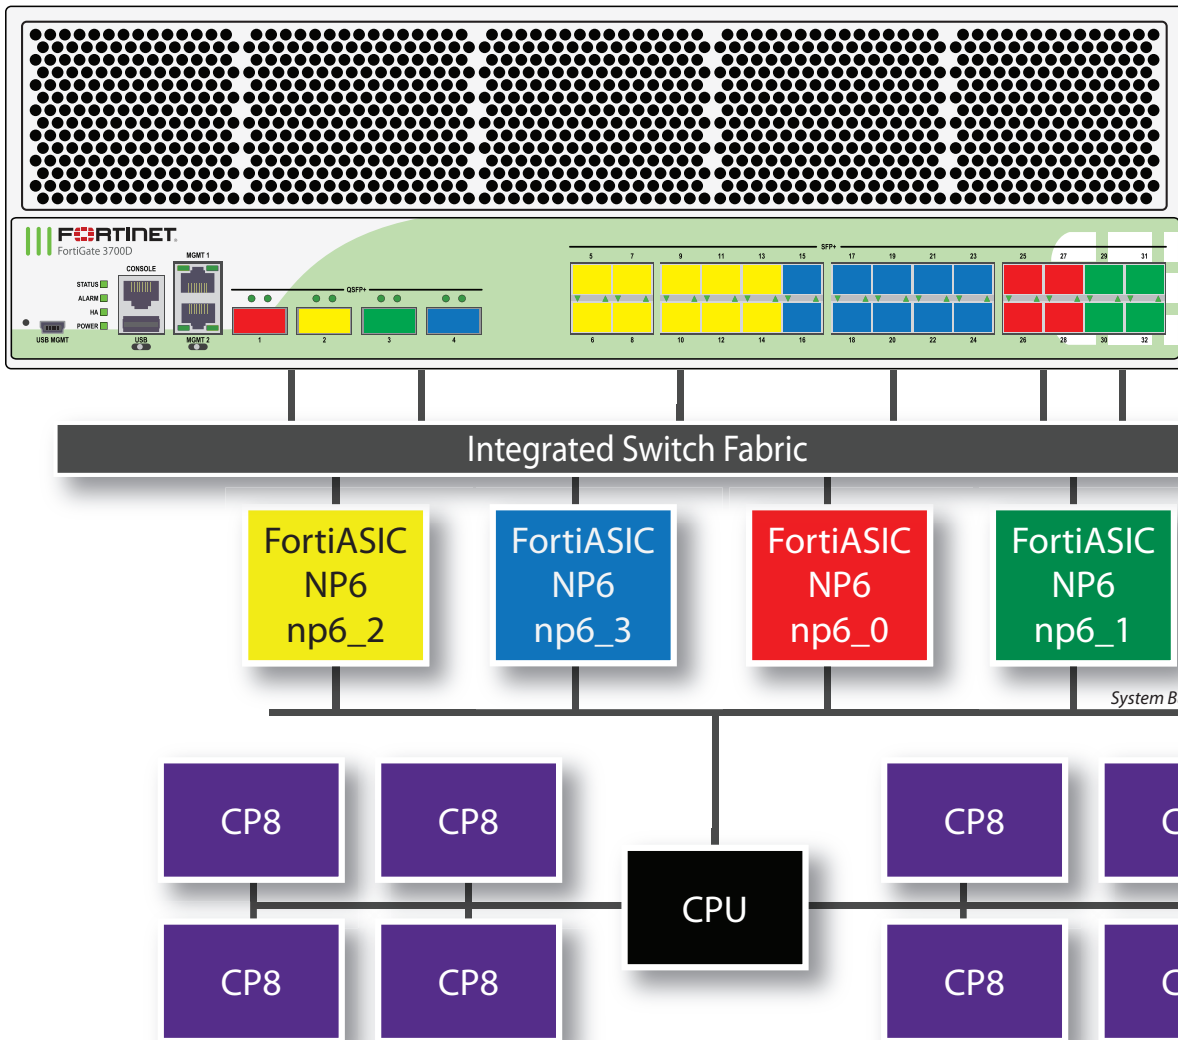 FORTINET
FortiGate 3700D
STATUS
ALARM
HA
POWER
USB MGMT
CONSOLE
USB
MGMT 1
MGMT 2
QSFP+
1 2 3 4
SFP+
5 7 9 11 13 15 17 19 21 23 25 27 29 31
6 8 10 12 14 16 18 20 22 24 26 28 30 32
Integrated Switch Fabric
FortiASIC
NP6
np6_2
FortiASIC
NP6
np6_3
FortiASIC
NP6
np6_0
FortiASIC
NP6
np6_1
System B
CP8
CP8
CP8
C
CPU
CP8
CP8
CP8
C